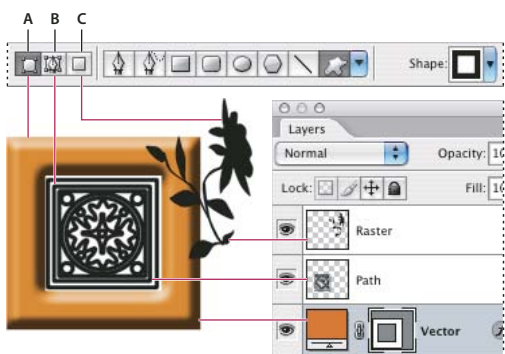 A B C
Shape:
Layers
Normal Opacity: 10
Lock: Fill: 10
Raster
Path
Vector